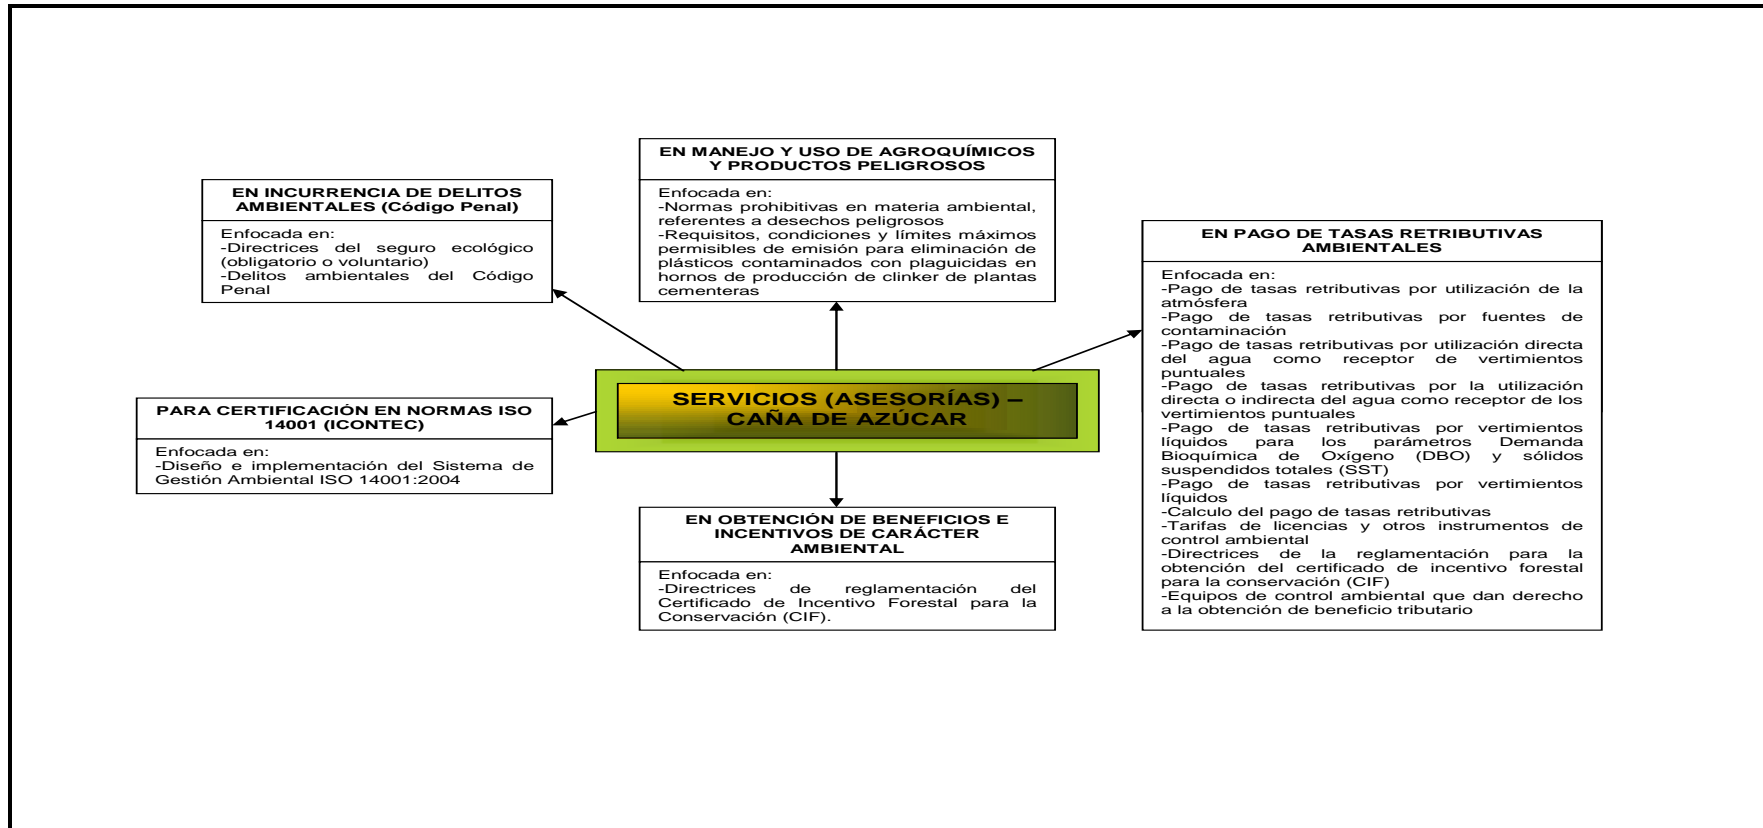 EN MANEJO Y USO DE AGROQUÍMICOS
Y PRODUCTOS PELIGROSOS
Enfocada en:
-Normas prohibitivas en materia ambiental,
referentes a desechos peligrosos
-Requisitos, condiciones y límites máximos
permisibles de emisión para eliminación de
plásticos contaminados con plaguicidas en
hornos de producción de clinker de plantas
cementeras
EN INCURRENCIA DE DELITOS
AMBIENTALES (Código Penal)
Enfocada en:
-Directrices del seguro ecológico
(obligatorio o voluntario)
-Delitos ambientales del Código
Penal
EN PAGO DE TASAS RETRIBUTIVAS
AMBIENTALES
Enfocada en:
-Pago de tasas retributivas por utilización de la
atmósfera
-Pago de tasas retributivas por fuentes de
contaminación
-Pago de tasas retributivas por utilización directa
del agua como receptor de vertimientos
puntuales
-Pago de tasas retributivas por la utilización
directa o indirecta del agua como receptor de los
vertimientos puntuales
-Pago de tasas retributivas por vertimientos
líquidos para los parámetros Demanda
Bioquímica de Oxígeno (DBO) y sólidos
suspendidos totales (SST)
-Pago de tasas retributivas por vertimientos
líquidos
-Calculo del pago de tasas retributivas
-Tarifas de licencias y otros instrumentos de
control ambiental
-Directrices de la reglamentación para la
obtención del certificado de incentivo forestal
para la conservación (CIF)
-Equipos de control ambiental que dan derecho
a la obtención de beneficio tributario
SERVICIOS (ASESORÍAS) –
CAÑA DE AZÚCAR
PARA CERTIFICACIÓN EN NORMAS ISO
14001 (ICONTEC)
Enfocada en:
-Diseño e implementación del Sistema de
Gestión Ambiental ISO 14001:2004
EN OBTENCIÓN DE BENEFICIOS E
INCENTIVOS DE CARÁCTER
AMBIENTAL
Enfocada en:
-Directrices de reglamentación del
Certificado de Incentivo Forestal para la
Conservación (CIF).